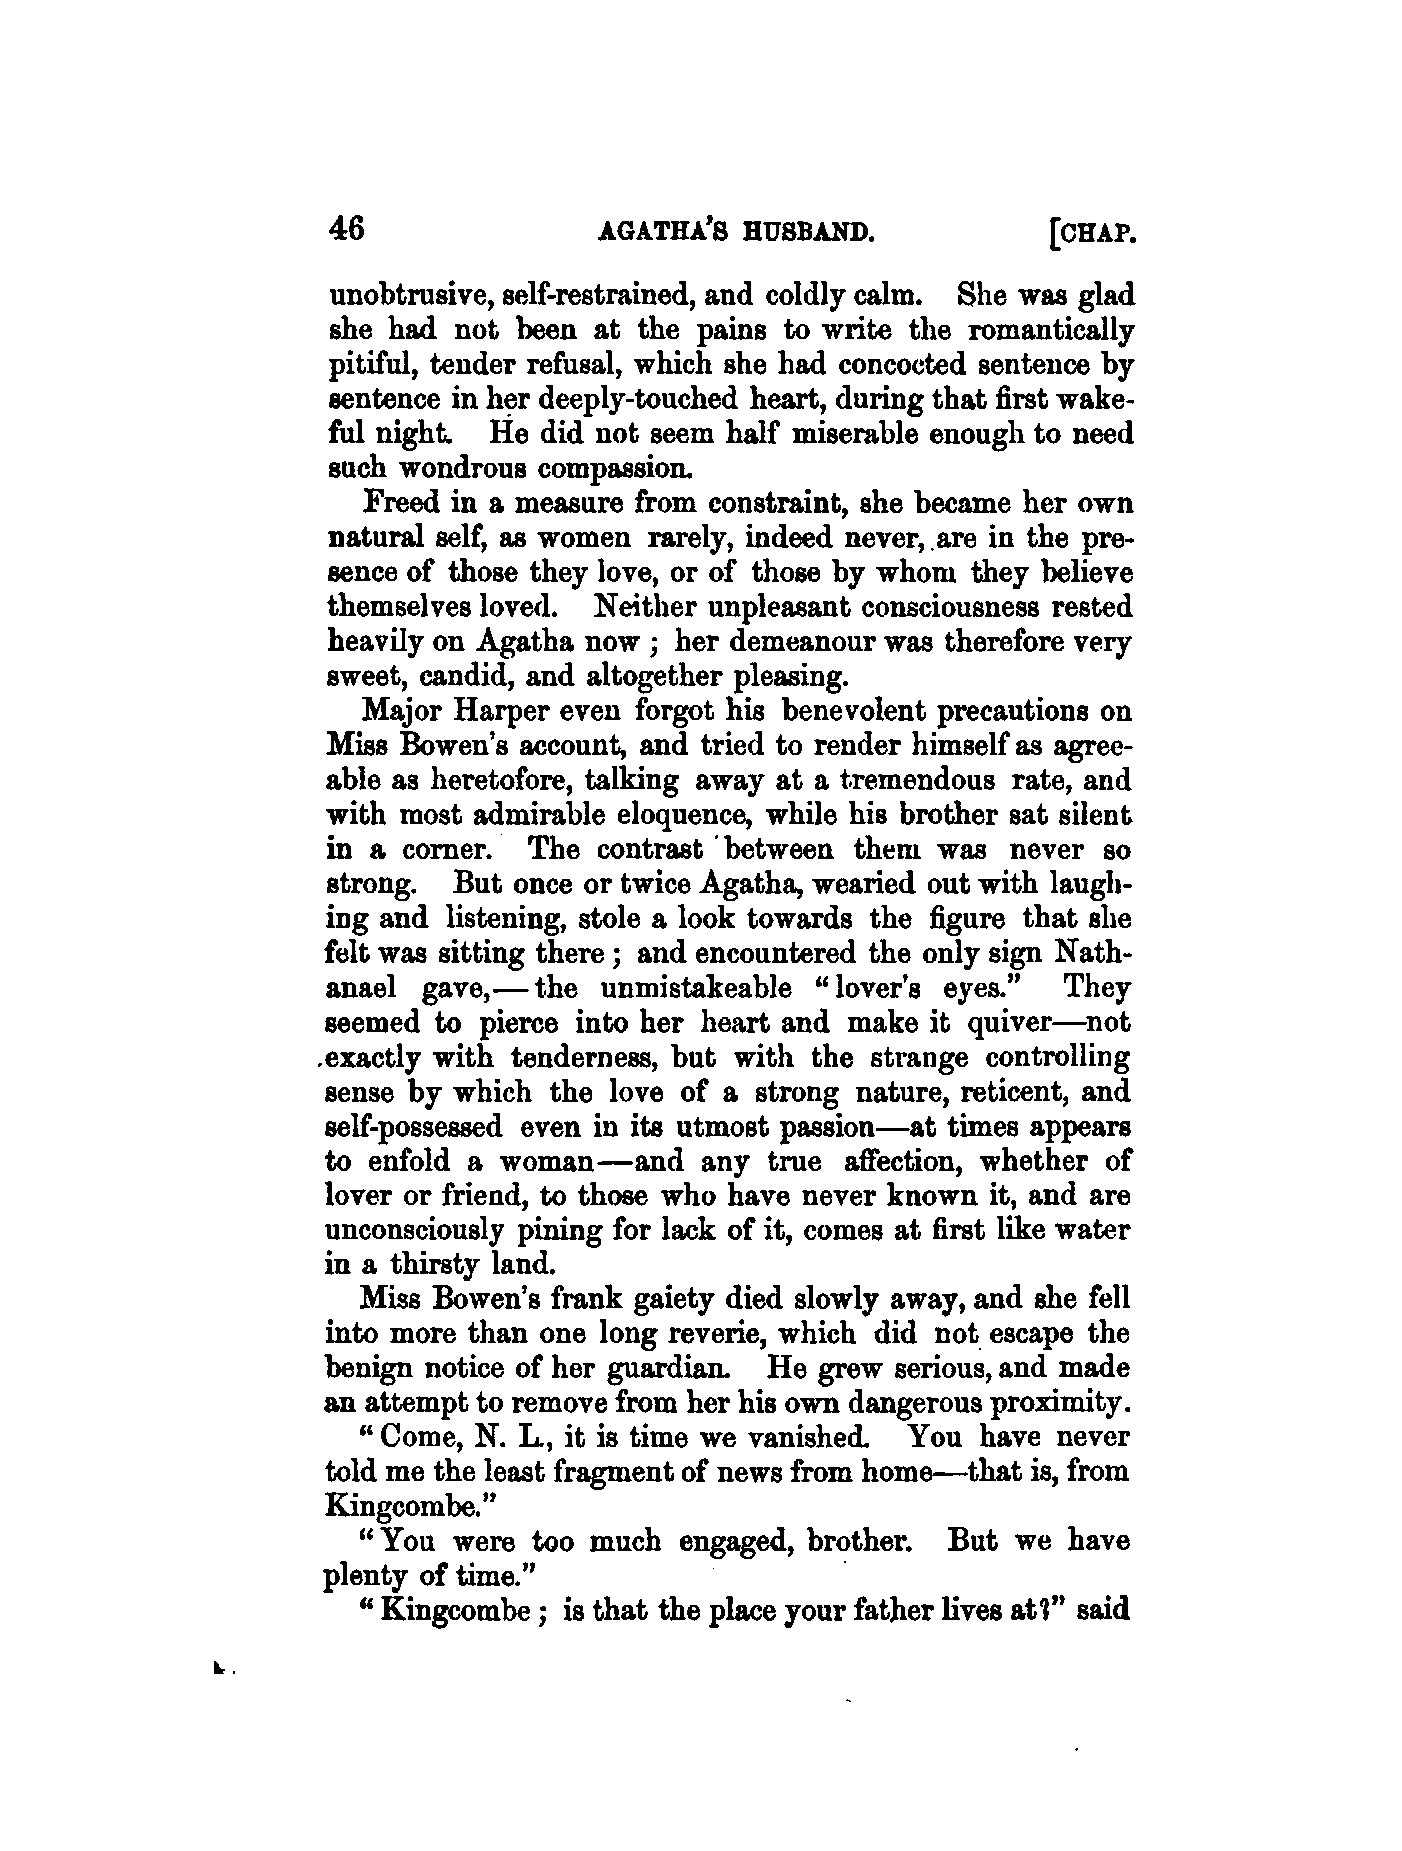 46 AGATHA'S HUSBAND. [CHAP.
unobtrusive, self-restrained, and coldly calm. She was glad
she had not been at the pains to write the romantically
pitiful, tender refusal, which she had concocted sentence by
sentence in her deeply-touched heart, during that first wake-
ful night. He did not seem half miserable enough to need
such wondrous compassion.
Freed in a measure from constraint, she became her own
natural self, as women rarely, indeed never, are in the pre-
sence of those they love, or of those by whom they believe
themselves loved. Neither unpleasant consciousness rested
heavily on Agatha now ; her demeanour was therefore very
sweet, candid, and altogether pleasing.
Major Harper even forgot his benevolent precautions on
Miss Bowen's account, and tried to render himself as agree-
able as heretofore, talking away at a tremendous rate, and
with most admirable eloquence, while his brother sat silent
in a corner. The contrast between them was never so
strong. But once or twice Agatha, wearied out with laugh-
ing and listening, stole a look towards the figure that she
felt was sitting there ; and encountered the only sign Nath-
anael gave,—the unmistakeable "lover's eyes." They
seemed to pierce into her heart and make it quiver—not
exactly with tenderness, but with the strange controlling
sense by which the love of a strong nature, reticent, and
self-possessed even in its utmost passion—at times appears
to enfold a woman—and any true affection, whether of
lover or friend, to those who have never known it, and are
unconsciously pining for lack of it, comes at first like water
in a thirsty land.
Miss Bowen's frank gaiety died slowly away, and she fell
into more than one long reverie, which did not escape the
benign notice of her guardian. He grew serious, and made
an attempt to remove from her his own dangerous proximity.
"Come, N. L., it is time we vanished. You have never
told me the least fragment of news from home—that is, from
Kingcombe."
"You were too much engaged, brother. But we have
plenty of time."
"Kingcombe ; is that the place your father lives at?" said